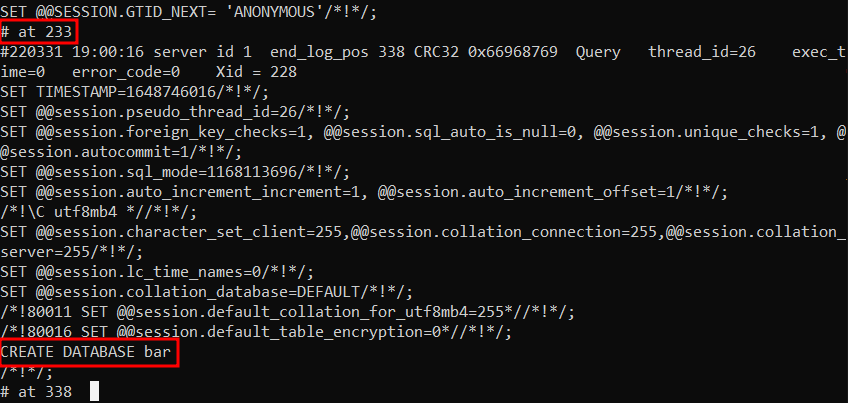 SET @@SESSION.GTID_NEXT= 'ANONYMOUS'/*!*/;
# at 233
#220331 19:00:16 server id 1  end_log_pos 338 CRC32 0x66968769  Query   thread_id=26    exec_t
ime=0   error_code=0    Xid = 228
SET TIMESTAMP=1648746016/*!*/;
SET @@session.pseudo_thread_id=26/*!*/;
SET @@session.foreign_key_checks=1, @@session.sql_auto_is_null=0, @@session.unique_checks=1, @
@session.autocommit=1/*!*/;
SET @@session.sql_mode=1168113696/*!*/;
SET @@session.auto_increment_increment=1, @@session.auto_increment_offset=1/*!*/;
/*!\C utf8mb4 *//*!*/;
SET @@session.character_set_client=255,@@session.collation_connection=255,@@session.collation_
server=255/*!*/;
SET @@session.lc_time_names=0/*!*/;
SET @@session.collation_database=DEFAULT/*!*/;
/*!80011 SET @@session.default_collation_for_utf8mb4=255*//*!*/;
/*!80016 SET @@session.default_table_encryption=0*//*!*/;
CREATE DATABASE bar
/*!*/;
# at 338